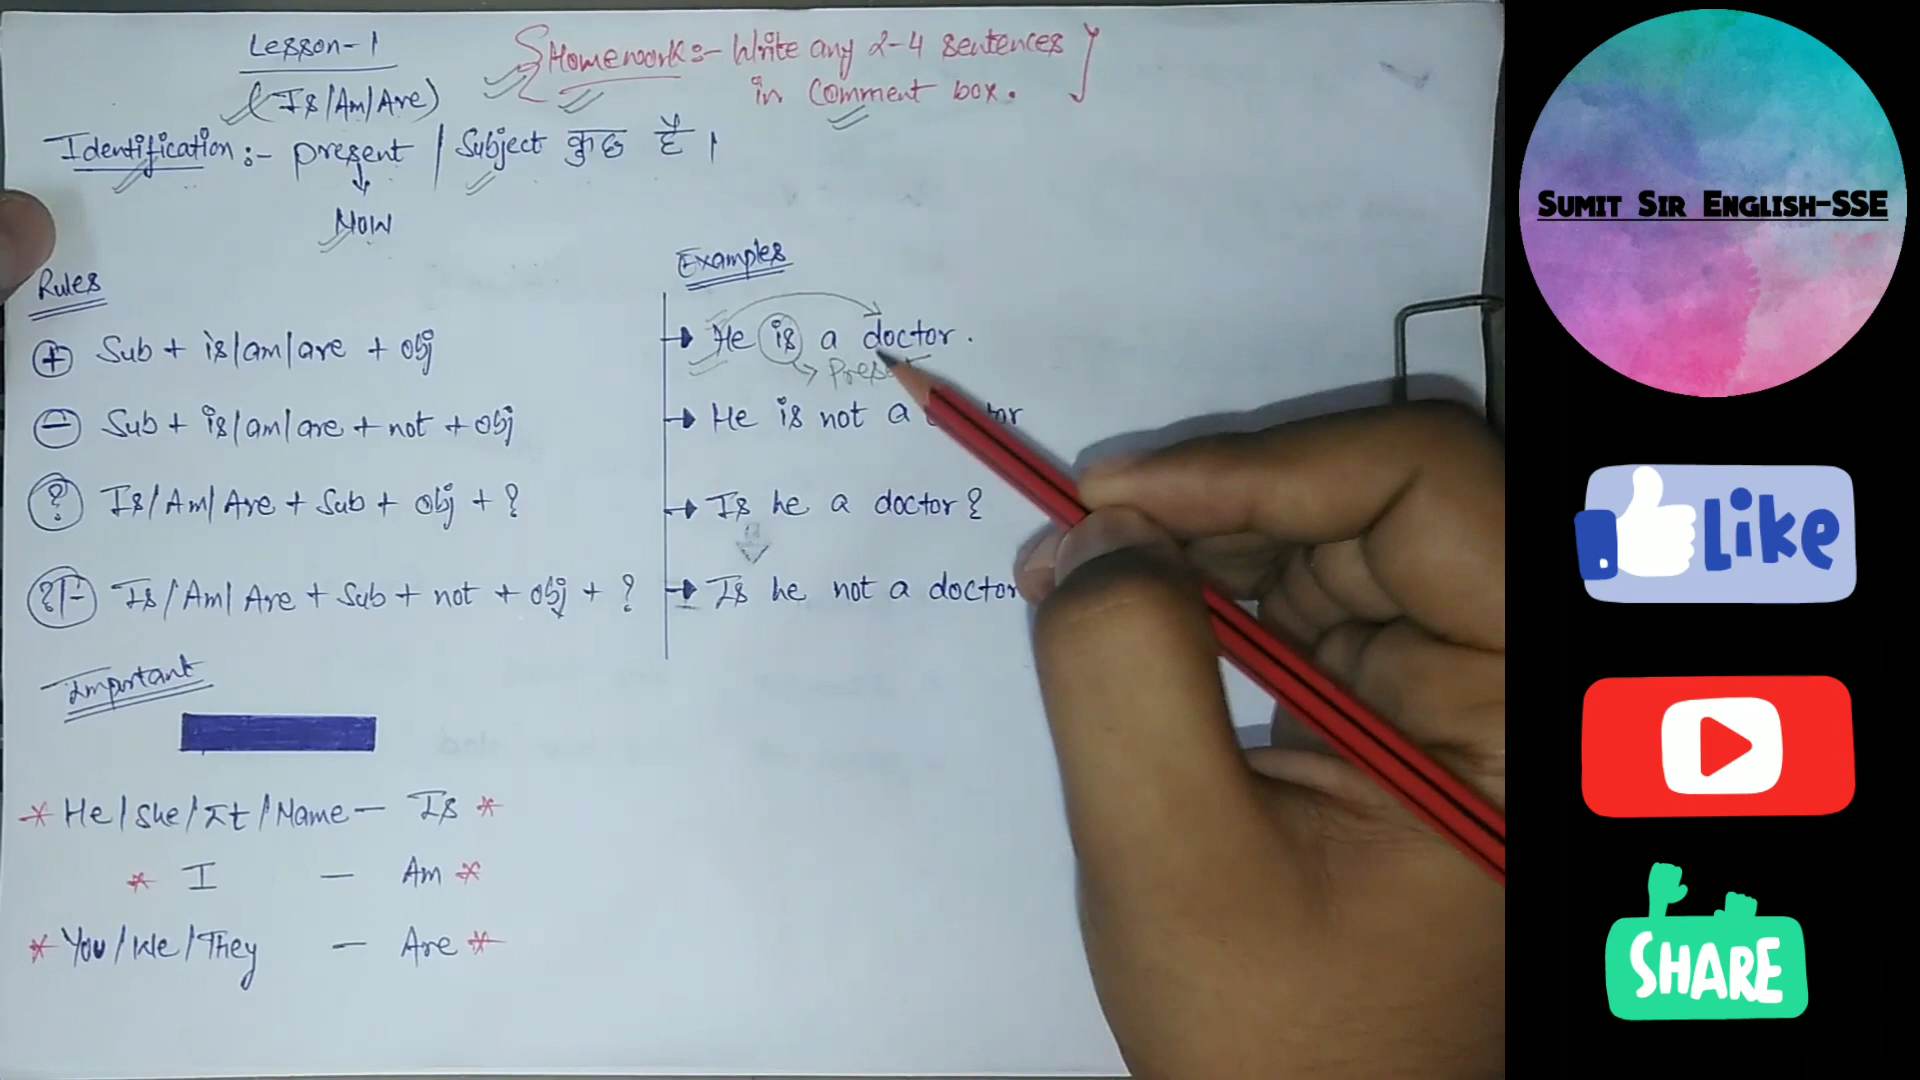 Lesson-1
(Is/Am/Are)
{Homework:- Write any 2-4 sentences
in Comment box.}
Identification:- present / Subject कुछ है।
Now
Rules
(+) Sub + is/am/are + obj
(-) Sub + is/am/are + not + obj
(?) Is/Am/Are + Sub + obj + ?
(?/-) Is/Am/Are + Sub + not + obj + ?
Examples
He is a doctor.
He is not a
Is he a doctor?
Is he not a doctor
Important
* He/She/It/Name - Is *
* I - Am *
* You/We/They - Are *
SUMIT SIR ENGLISH-SSE
Like
SHARE